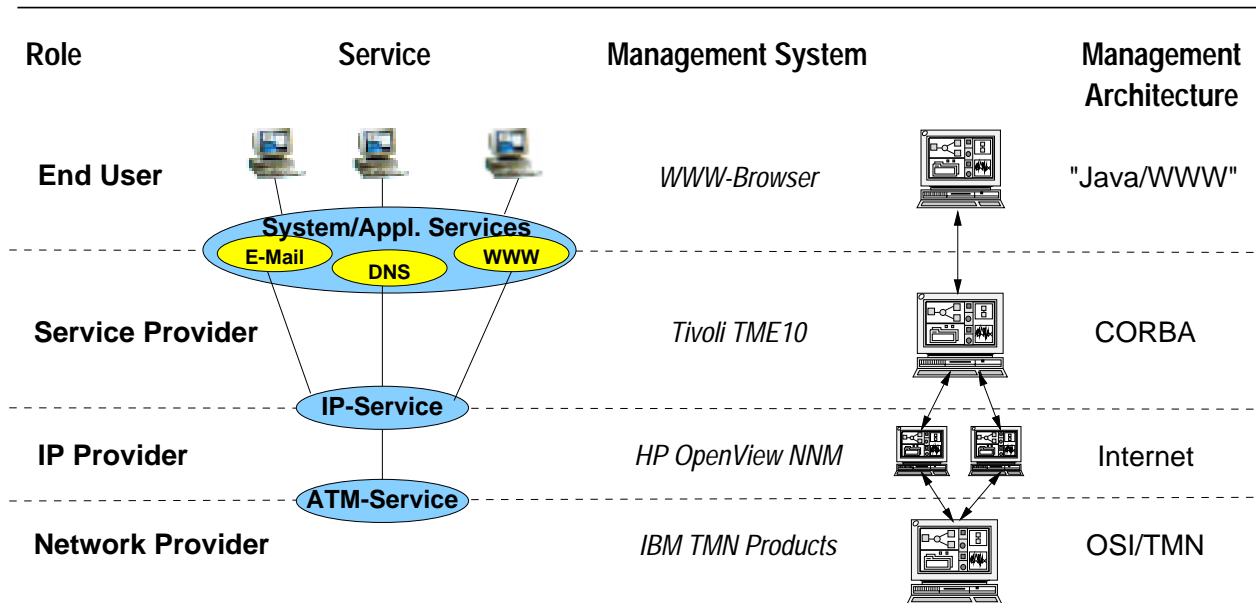 Role Service Management System Management
Architecture
End User WWW-Browser "Java/WWW"
System/Appl. Services
E-Mail DNS WWW
Service Provider Tivoli TME10 CORBA
IP-Service
IP Provider HP OpenView NNM Internet
ATM-Service
Network Provider IBM TMN Products OSI/TMN